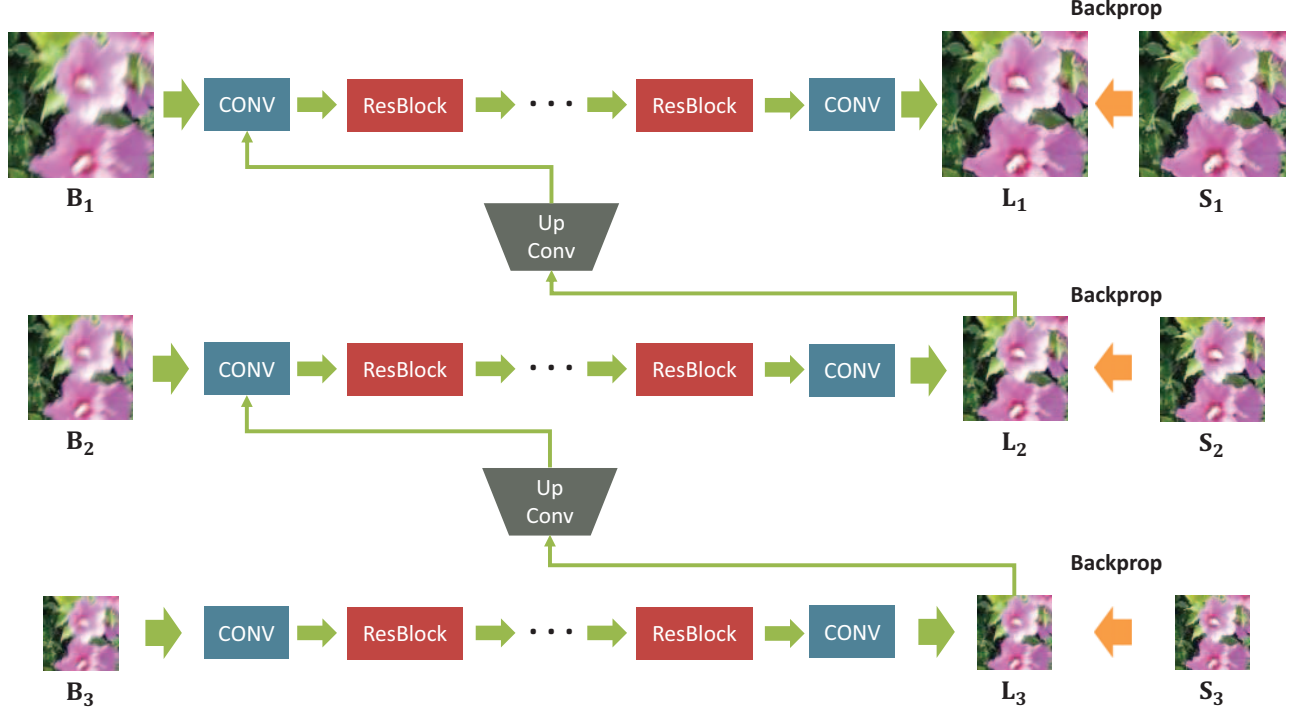 Backprop
CONV ResBlock ··· ResBlock CONV
B₁ L₁ S₁
Up
Conv
Backprop
CONV ResBlock ··· ResBlock CONV
B₂ L₂ S₂
Up
Conv
Backprop
CONV ResBlock ··· ResBlock CONV
B₃ L₃ S₃